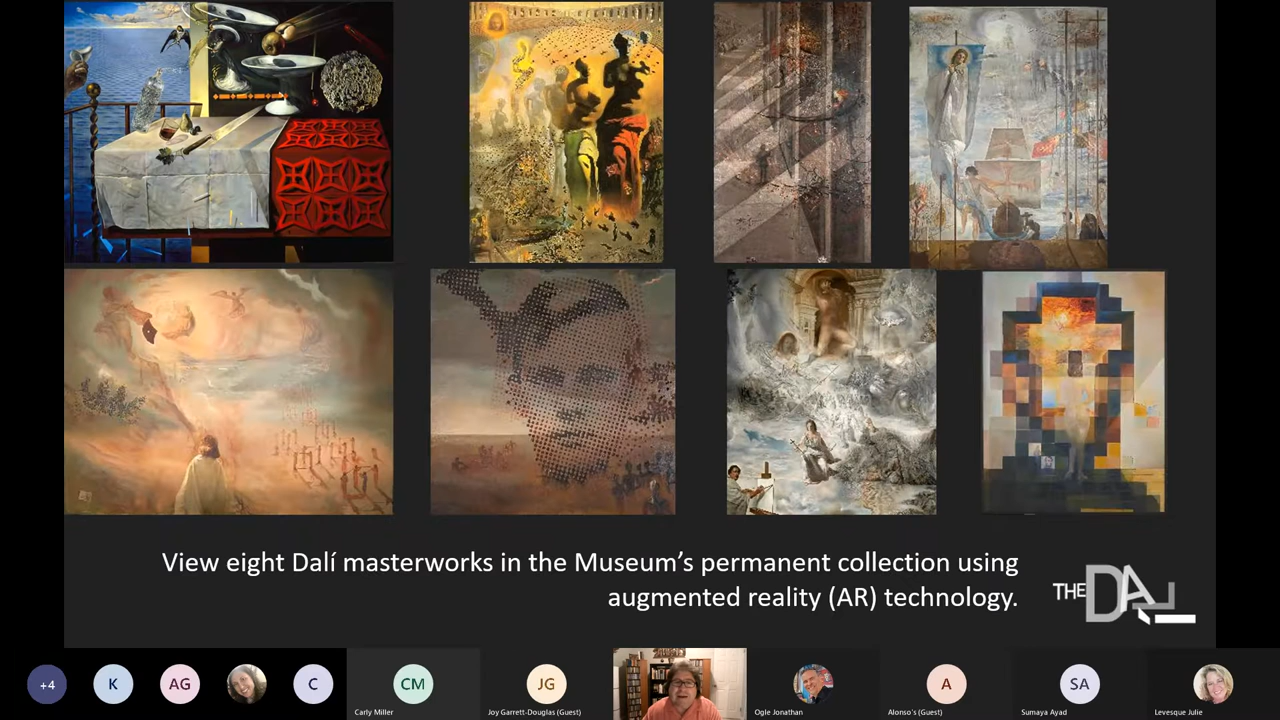 View eight Dalí masterworks in the Museum's permanent collection using
augmented reality (AR) technology.
THE DALÍ
+4
K
AG
C
CM
Carly Miller
JG
Joy Garrett-Douglas (Guest)
Ogle Jonathan
A
Alonso's (Guest)
SA
Sumaya Ayad
Levesque Julie